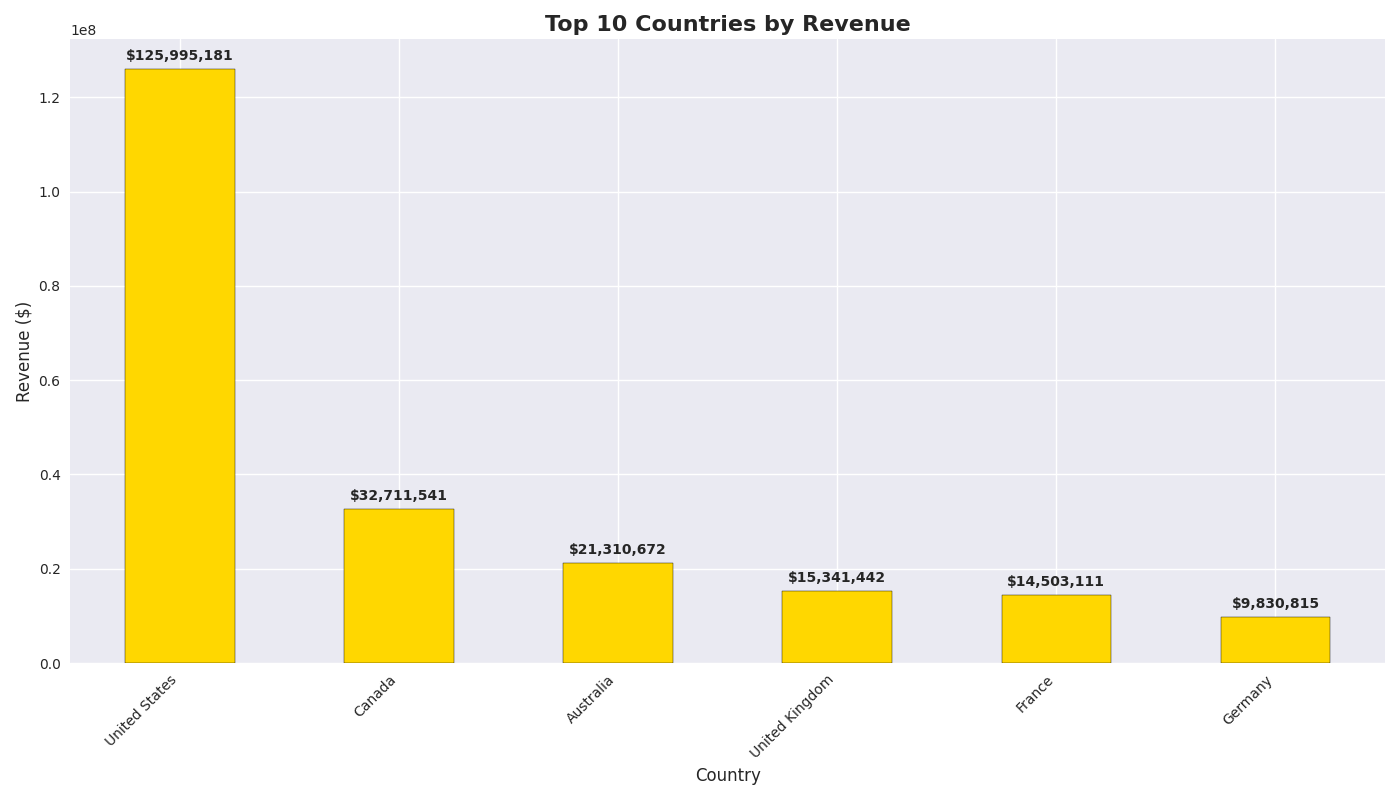 Top 10 Countries by Revenue
1e8
$125,995,181
1.2
1.0
0.8
0.6
$32,711,541
0.4
$21,310,672
$15,341,442
$14,503,111
0.2
$9,830,815
0.0
Revenue ($)
United States
Canada
Australia
United Kingdom
France
Germany
Country